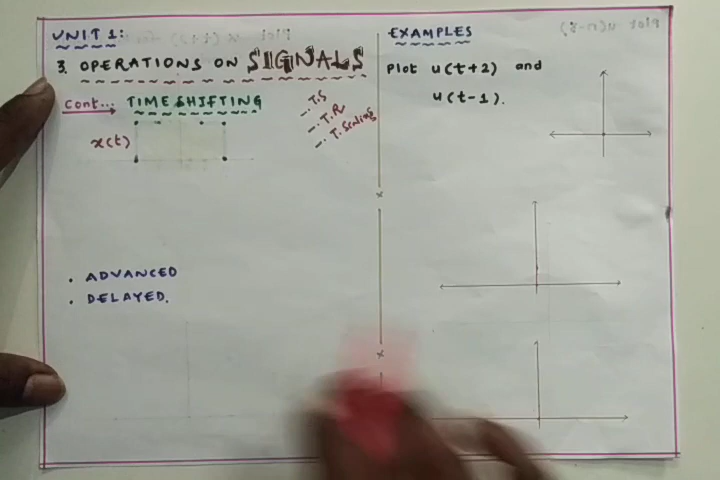 UNIT 1:
3. OPERATIONS ON SIGNALS
Cont... → TIME SHIFTING
x(t)
-. T.S
-. T.R
-. T. Scaling
. ADVANCED
. DELAYED.
EXAMPLES
Plot u(t+2) and
u(t-1).